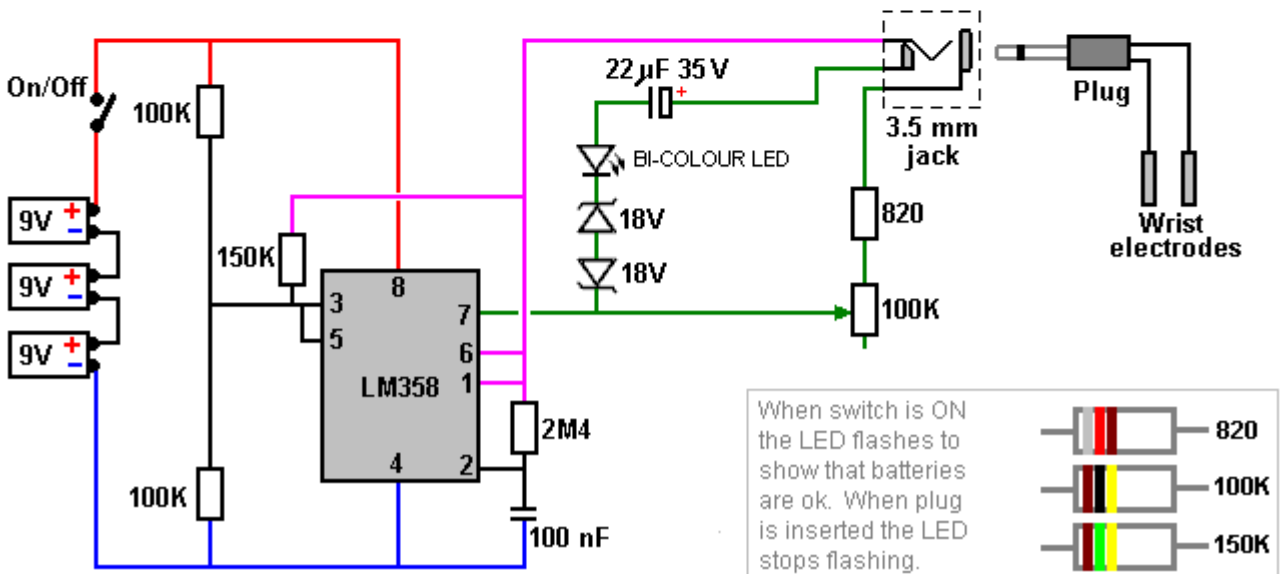 On/Off
100K
22 µF 35 V
+
3.5 mm
jack
Plug
Wrist
electrodes
BI-COLOUR LED
18V
18V
820
100K
9V + -
9V + -
9V + -
150K
3
5
8
7
6
1
2
4
LM358
2M4
100K
100 nF
When switch is ON
the LED flashes to
show that batteries
are ok. When plug
is inserted the LED
stops flashing.
820
100K
150K